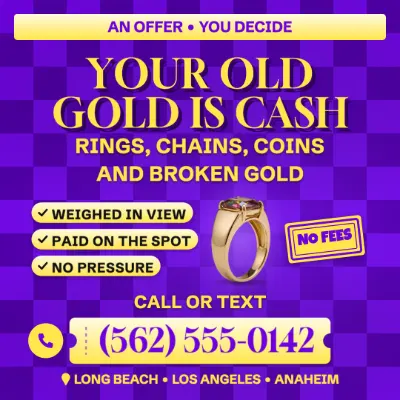 AN OFFER • YOU DECIDE
YOUR OLD
GOLD IS CASH
RINGS, CHAINS, COINS
AND BROKEN GOLD
WEIGHED IN VIEW
PAID ON THE SPOT
NO PRESSURE
NO FEES
CALL OR TEXT
(562) 555-0142
LONG BEACH • LOS ANGELES • ANAHEIM